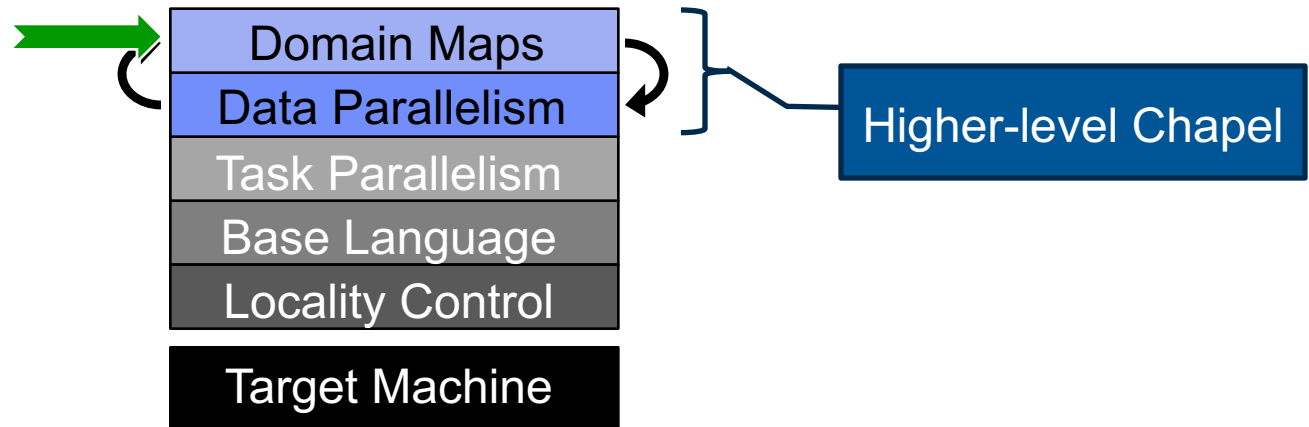 Domain Maps
Data Parallelism
Task Parallelism
Base Language
Locality Control
Target Machine
Higher-level Chapel